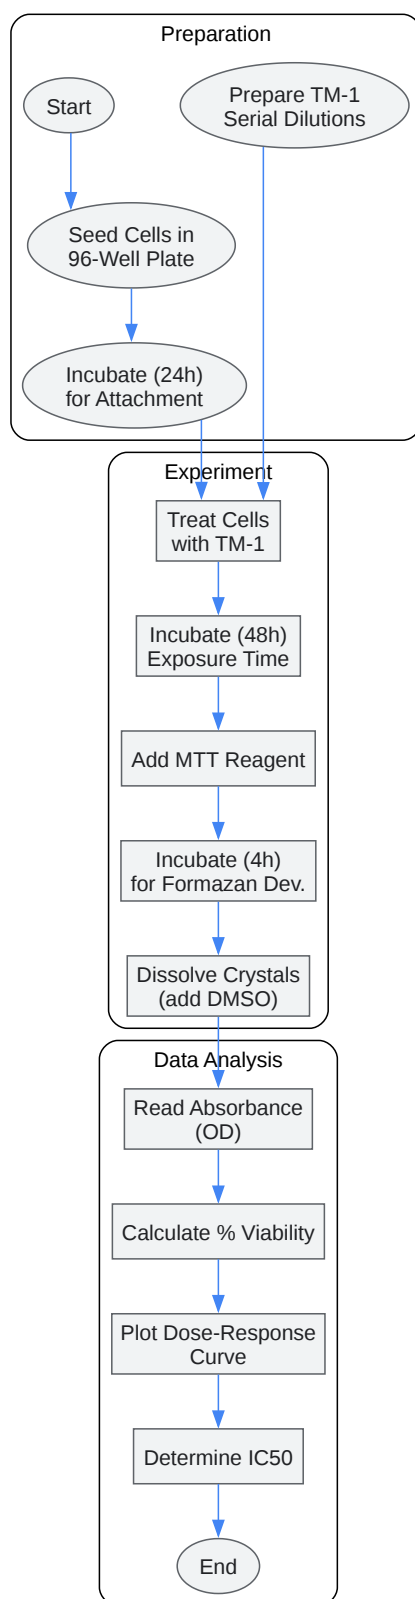 Preparation
Start
Prepare TM-1
Serial Dilutions
Seed Cells in
96-Well Plate
Incubate (24h)
for Attachment
Experiment
Treat Cells
with TM-1
Incubate (48h)
Exposure Time
Add MTT Reagent
Incubate (4h)
for Formazan Dev.
Dissolve Crystals
(add DMSO)
Data Analysis
Read Absorbance
(OD)
Calculate % Viability
Plot Dose-Response
Curve
Determine IC50
End